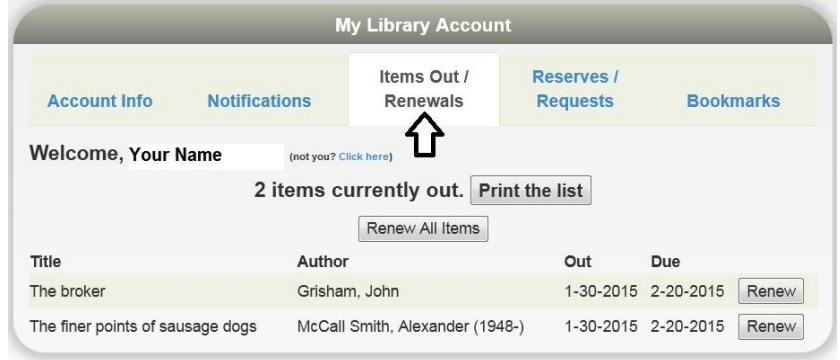 My Library Account
Account Info Notifications Items Out / Renewals Reserves / Requests Bookmarks
Welcome, Your Name (not you? Click here)
2 items currently out. Print the list
Renew All Items
Title Author Out Due
The broker Grisham, John 1-30-2015 2-20-2015 Renew
The finer points of sausage dogs McCall Smith, Alexander (1948-) 1-30-2015 2-20-2015 Renew